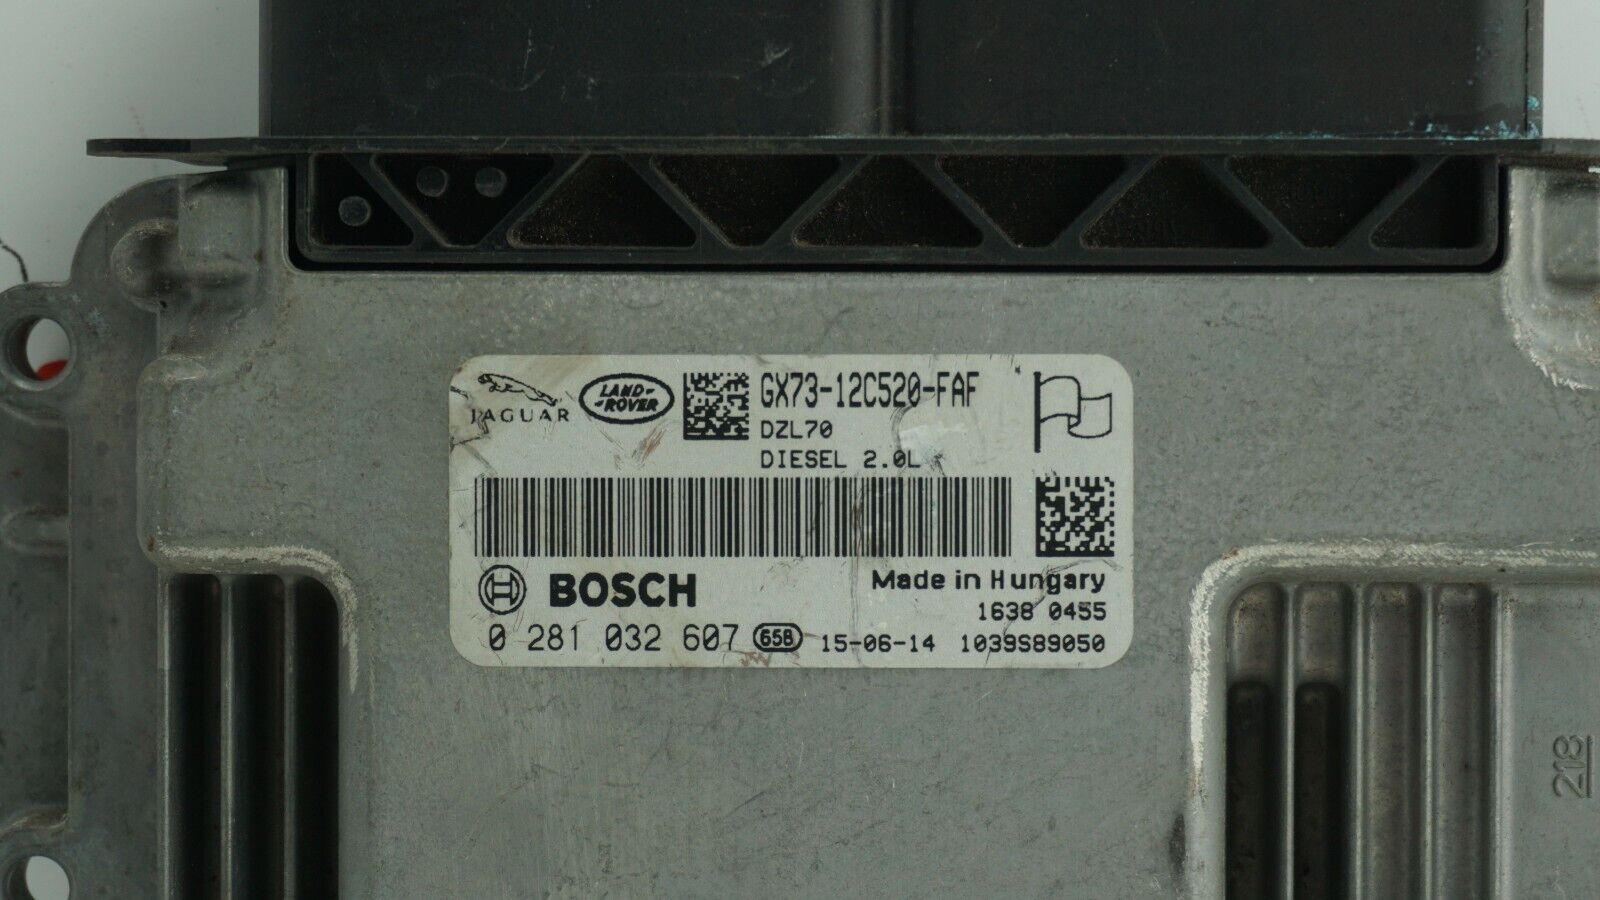 JAGUAR
LAND-
-ROVER
GX73-12C520-FAF
DZL70
DIESEL 2.0L
BOSCH
Made in Hungary
1638 0455
0 281 032 607 658 15-06-14 1039S89050
218